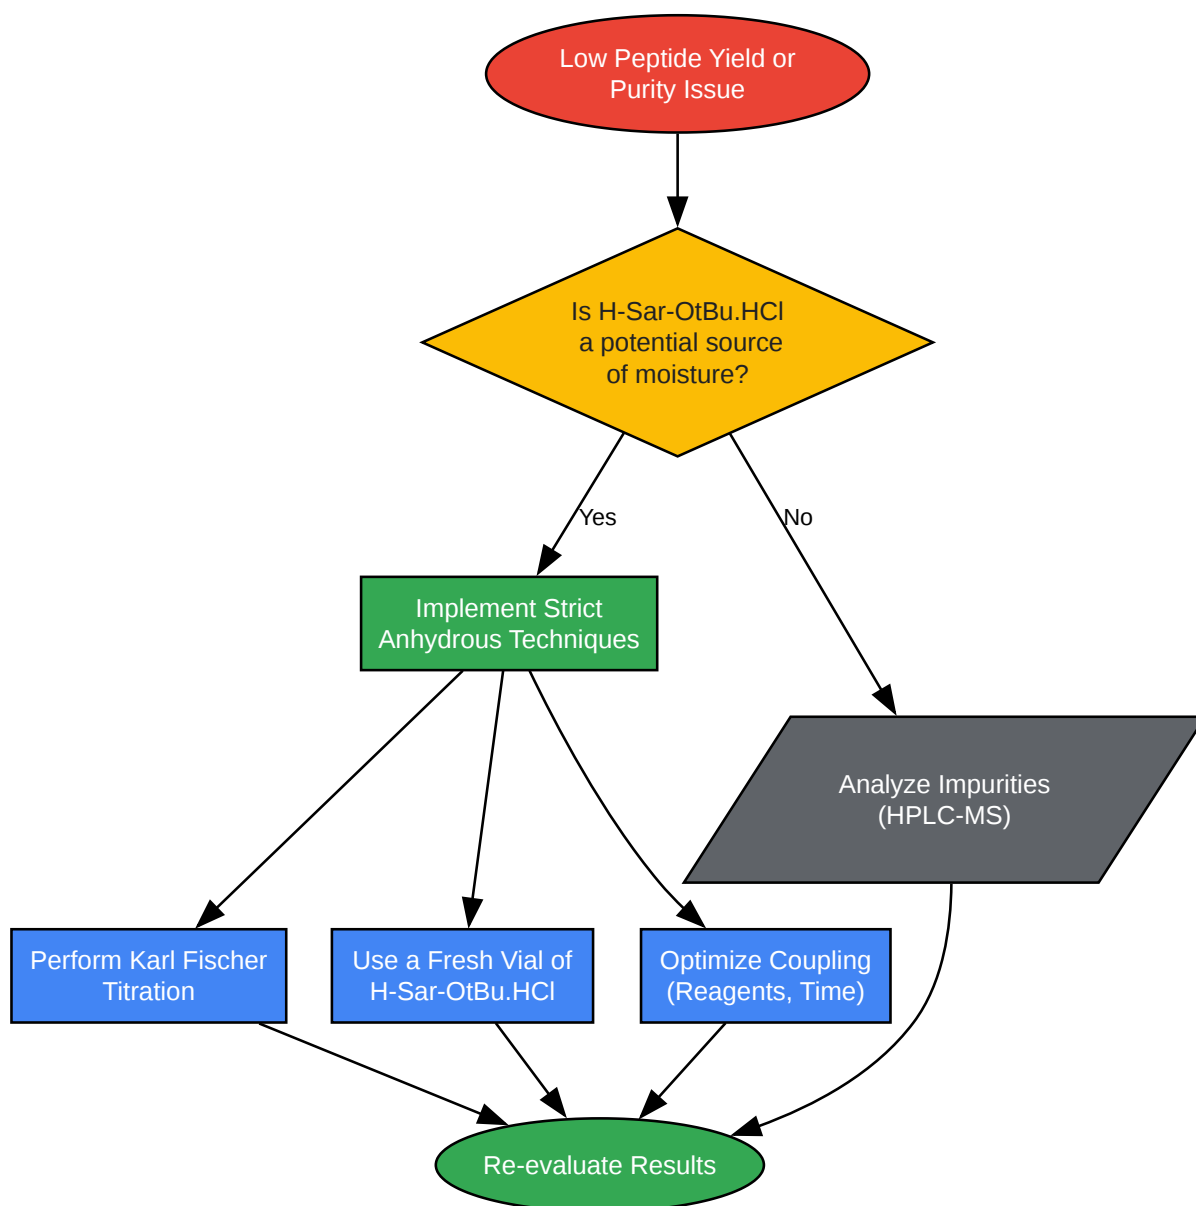 Low Peptide Yield or
Purity Issue
Is H-Sar-OtBu.HCl
a potential source
of moisture?
Yes
No
Implement Strict
Anhydrous Techniques
Analyze Impurities
(HPLC-MS)
Perform Karl Fischer
Titration
Use a Fresh Vial of
H-Sar-OtBu.HCl
Optimize Coupling
(Reagents, Time)
Re-evaluate Results